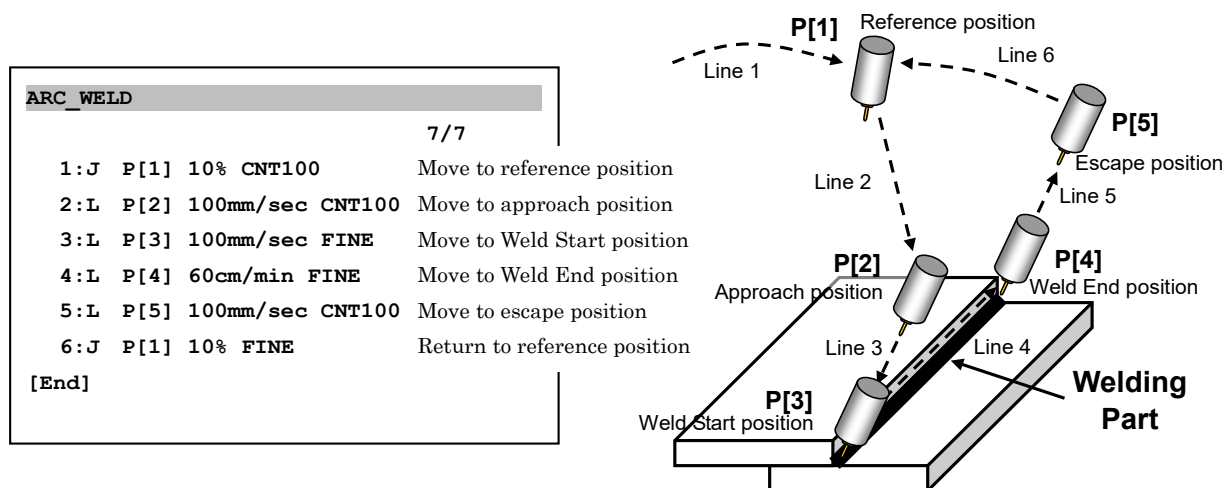 ARC_WELD
7/7
1:J P[1] 10% CNT100 Move to reference position
2:L P[2] 100mm/sec CNT100 Move to approach position
3:L P[3] 100mm/sec FINE Move to Weld Start position
4:L P[4] 60cm/min FINE Move to Weld End position
5:L P[5] 100mm/sec CNT100 Move to escape position
6:J P[1] 10% FINE Return to reference position
[End]
P[1] Reference position
Line 1
Line 6
P[5]
Escape position
Line 2
Line 5
P[2]
Approach position
P[4]
Weld End position
Line 3
Line 4
P[3]
Weld Start position
Welding
Part